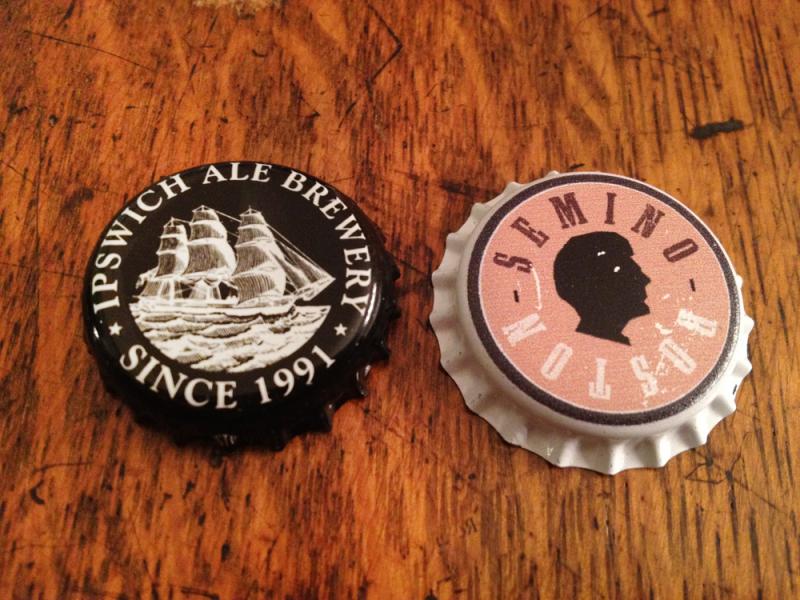 IPSWICH ALE BREWERY
★ SINCE 1991 ★
- SEMINO -
BOSTON